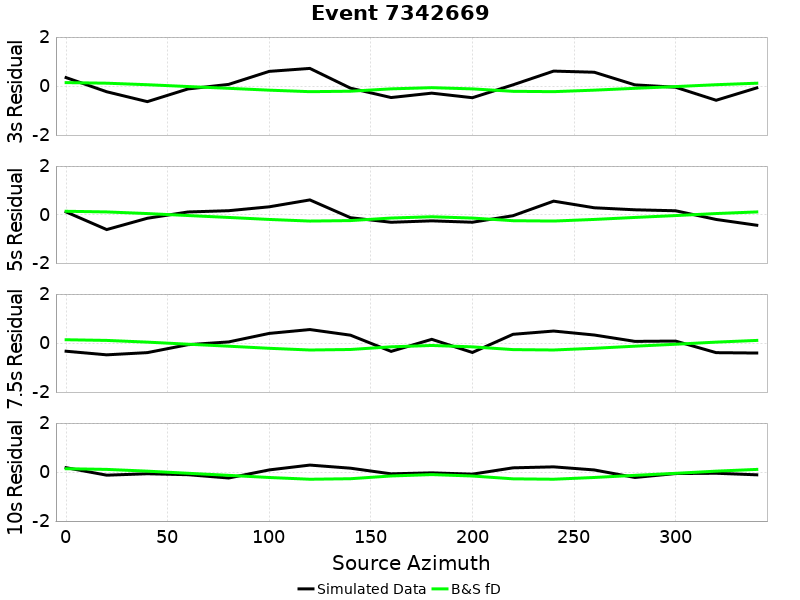 Event 7342669
3s Residual
2
0
-2
5s Residual
2
0
-2
7.5s Residual
2
0
-2
10s Residual
2
0
-2
0 50 100 150 200 250 300
Source Azimuth
Simulated Data B&S fD